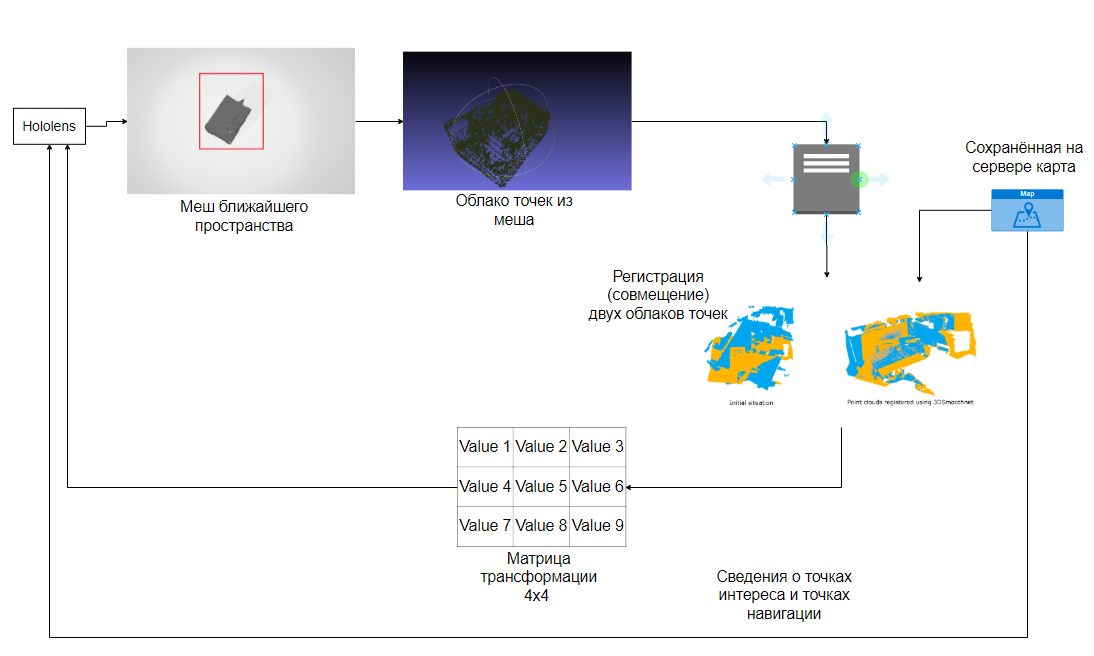 Hololens
Меш ближайшего
пространства
Облако точек из
меша
Сохранённая на
сервере карта
Map
Регистрация
(совмещение)
двух облаков точек
Initial situation
Point clouds registered using 3DSmoothnet
Value 1 Value 2 Value 3
Value 4 Value 5 Value 6
Value 7 Value 8 Value 9
Матрица
трансформации
4x4
Сведения о точках
интереса и точках
навигации